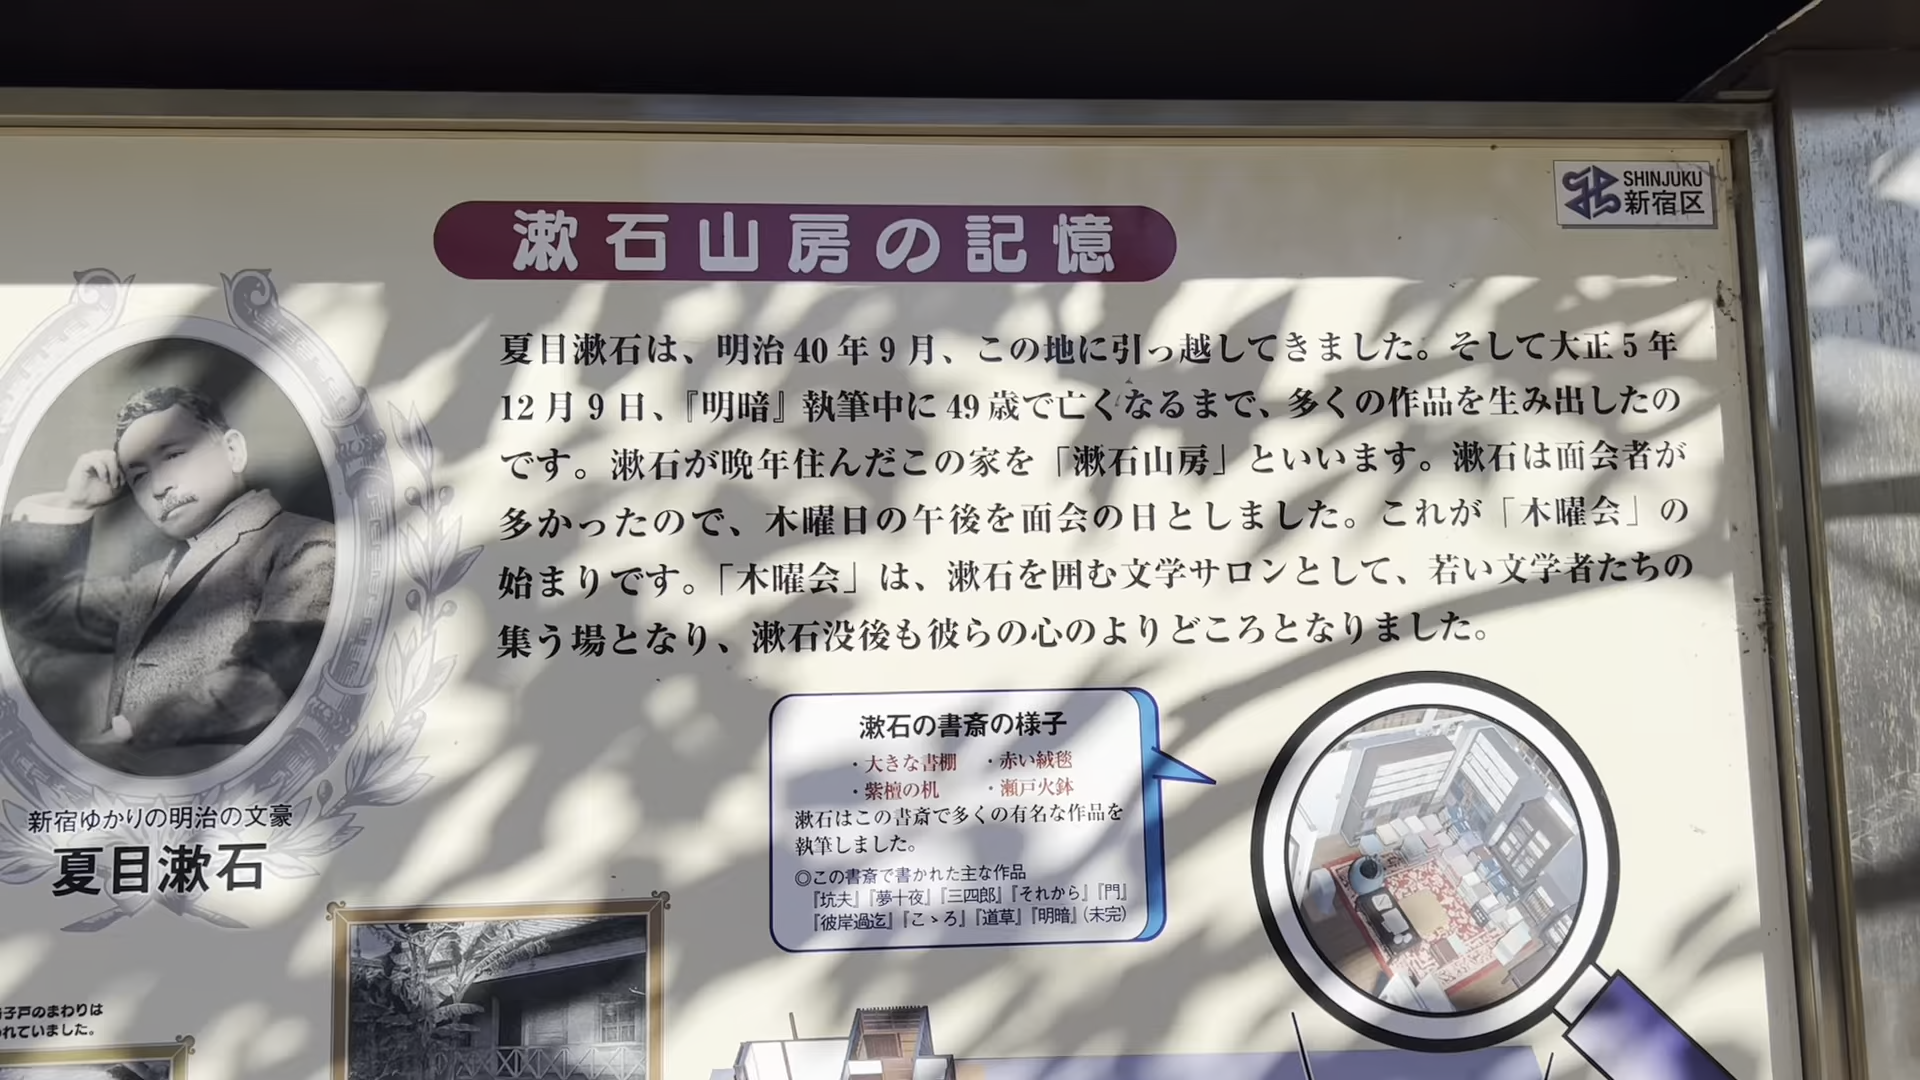 漱石山房の記憶
SHINJUKU
新宿区
夏目漱石は、明治40年9月、この地に引っ越してきました。そして大正5年
12月9日、『明暗』執筆中に49歳で亡くなるまで、多くの作品を生み出したの
です。漱石が晩年住んだこの家を「漱石山房」といいます。漱石は面会者が
多かったので、木曜日の午後を面会の日としました。これが「木曜会」の
始まりです。「木曜会」は、漱石を囲む文学サロンとして、若い文学者たちの
集う場となり、漱石没後も彼らの心のよりどころとなりました。
新宿ゆかりの明治の文豪
夏目漱石
漱石の書斎の様子
・大きな書棚 ・赤い絨毯
・紫檀の机 ・瀬戸火鉢
漱石はこの書斎で多くの有名な作品を
執筆しました。
◎この書斎で書かれた主な作品
『坑夫』『夢十夜』『三四郎』『それから』『門』
『彼岸過迄』『こゝろ』『道草』『明暗』(未完)
子戸のまわりは
れていました。